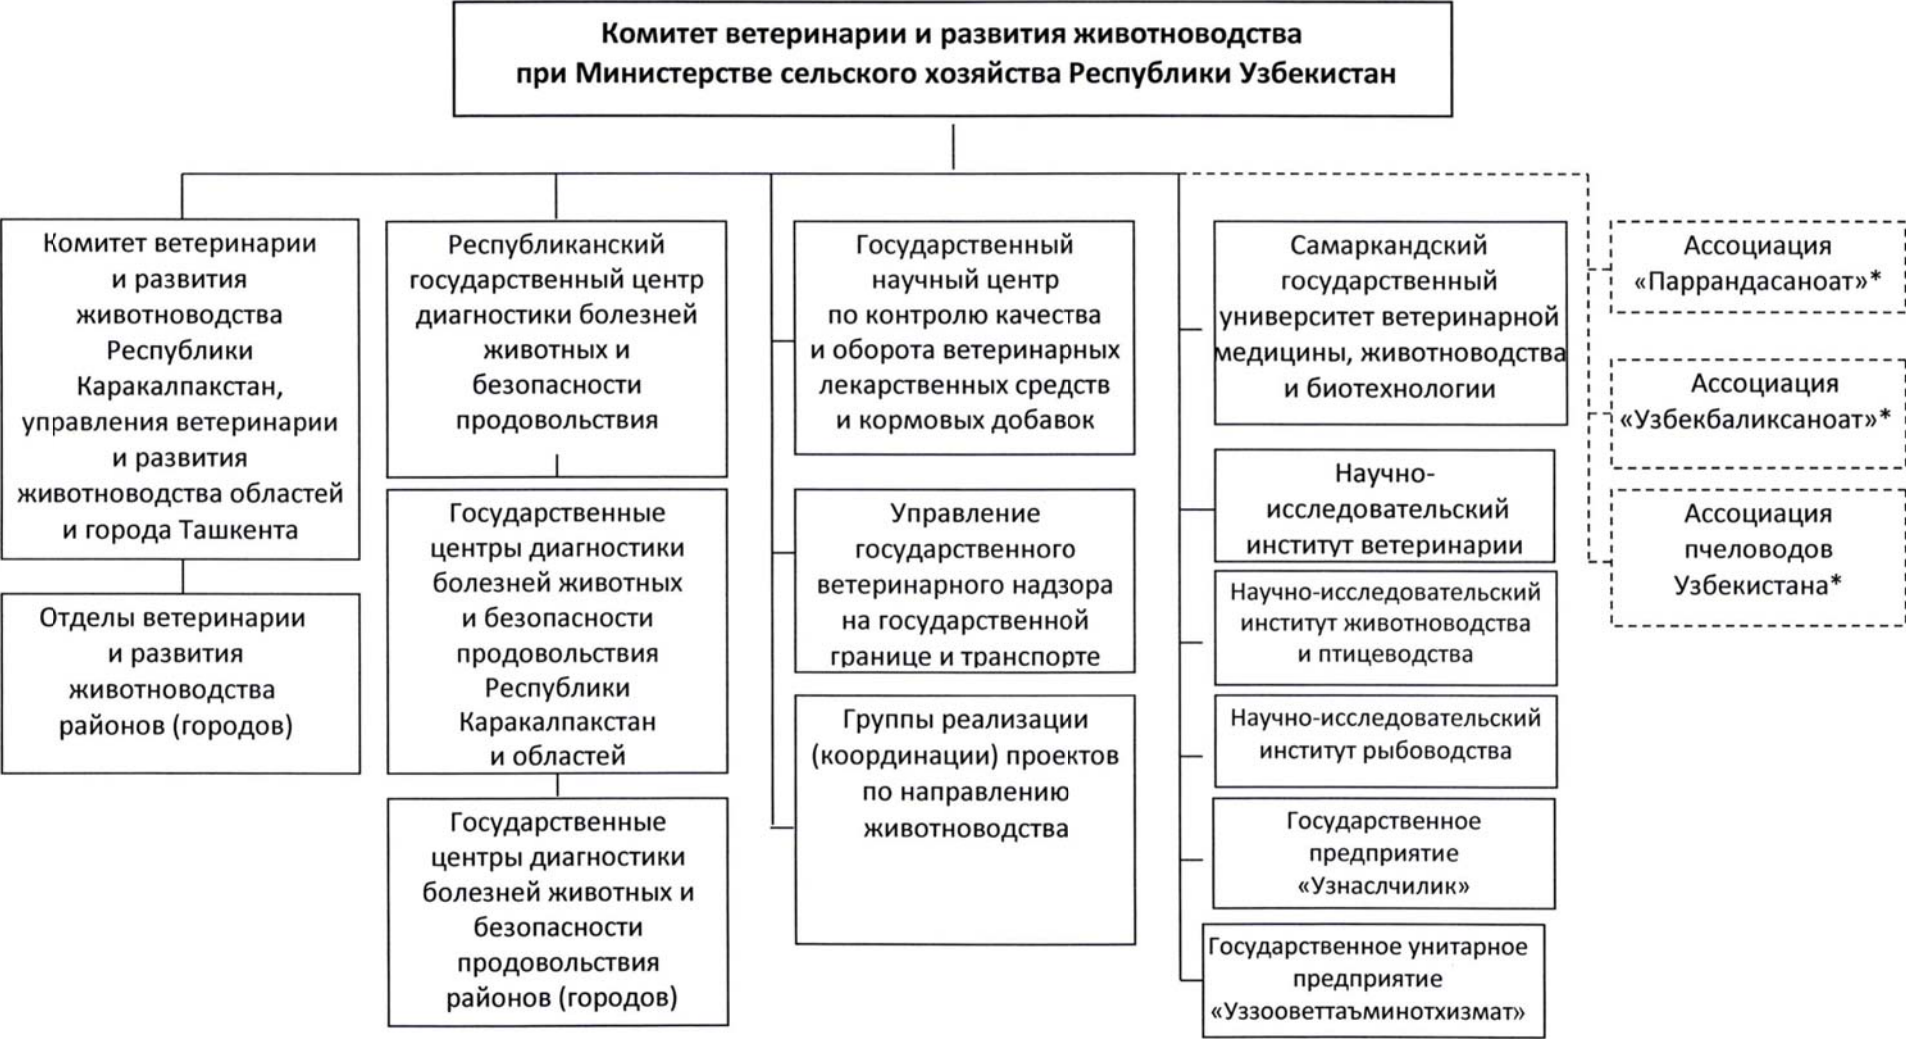 Комитет ветеринарии и развития животноводства
при Министерстве сельского хозяйства Республики Узбекистан
Комитет ветеринарии
и развития
животноводства
Республики
Каракалпакстан,
управления ветеринарии
и развития
животноводства областей
и города Ташкента
Отделы ветеринарии
и развития
животноводства
районов (городов)
Республиканский
государственный центр
диагностики болезней
животных и
безопасности
продовольствия
Государственные
центры диагностики
болезней животных
и безопасности
продовольствия
Республики
Каракалпакстан
и областей
Государственные
центры диагностики
болезней животных и
безопасности
продовольствия
районов (городов)
Государственный
научный центр
по контролю качества
и оборота ветеринарных
лекарственных средств
и кормовых добавок
Управление
государственного
ветеринарного надзора
на государственной
границе и транспорте
Группы реализации
(координации) проектов
по направлению
животноводства
Самаркандский
государственный
университет ветеринарной
медицины, животноводства
и биотехнологии
Научно-
исследовательский
институт ветеринарии
Научно-исследовательский
институт животноводства
и птицеводства
Научно-исследовательский
институт рыбоводства
Государственное
предприятие
«Узнаслчилик»
Государственное унитарное
предприятие
«Уззооветтаъминотхизмат»
Ассоциация
«Паррандасаноат»*
Ассоциация
«Узбекбаликсаноат»*
Ассоциация
пчеловодов
Узбекистана*